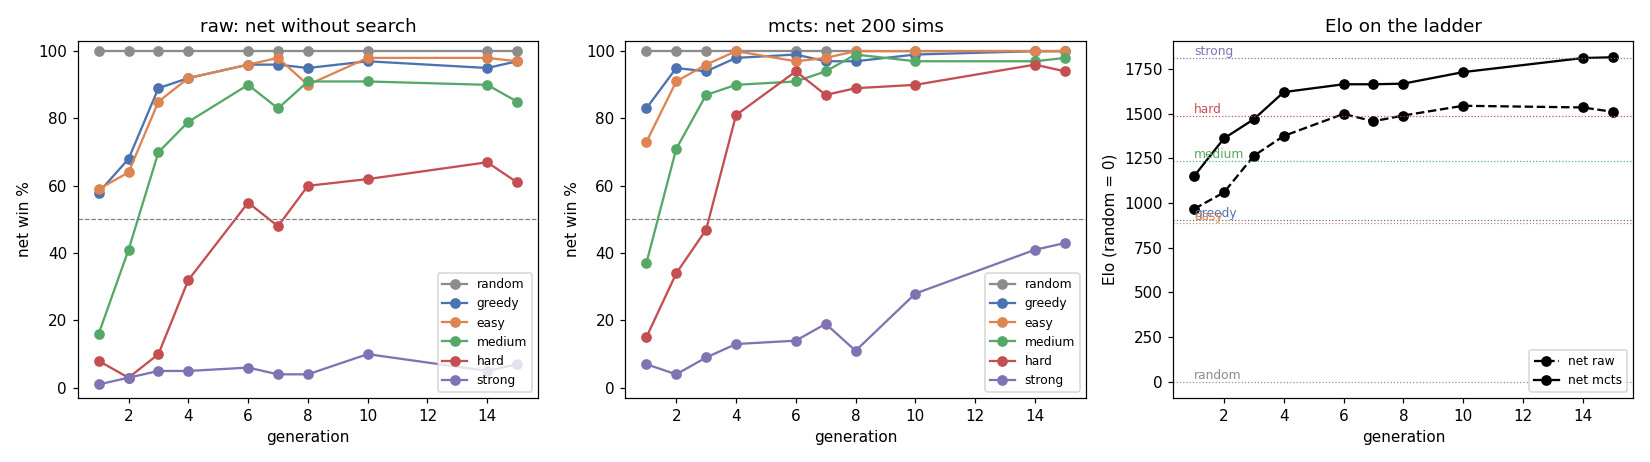 raw: net without search
net win %
100
80
60
40
20
0
2
4
6
8
10
12
14
generation
random
greedy
easy
medium
hard
strong
mcts: net 200 sims
net win %
100
80
60
40
20
0
2
4
6
8
10
12
14
generation
random
greedy
easy
medium
hard
strong
Elo on the ladder
Elo (random = 0)
1750
1500
1250
1000
750
500
250
0
strong
hard
medium
greedy
easy
random
2
4
6
8
10
12
14
generation
net raw
net mcts